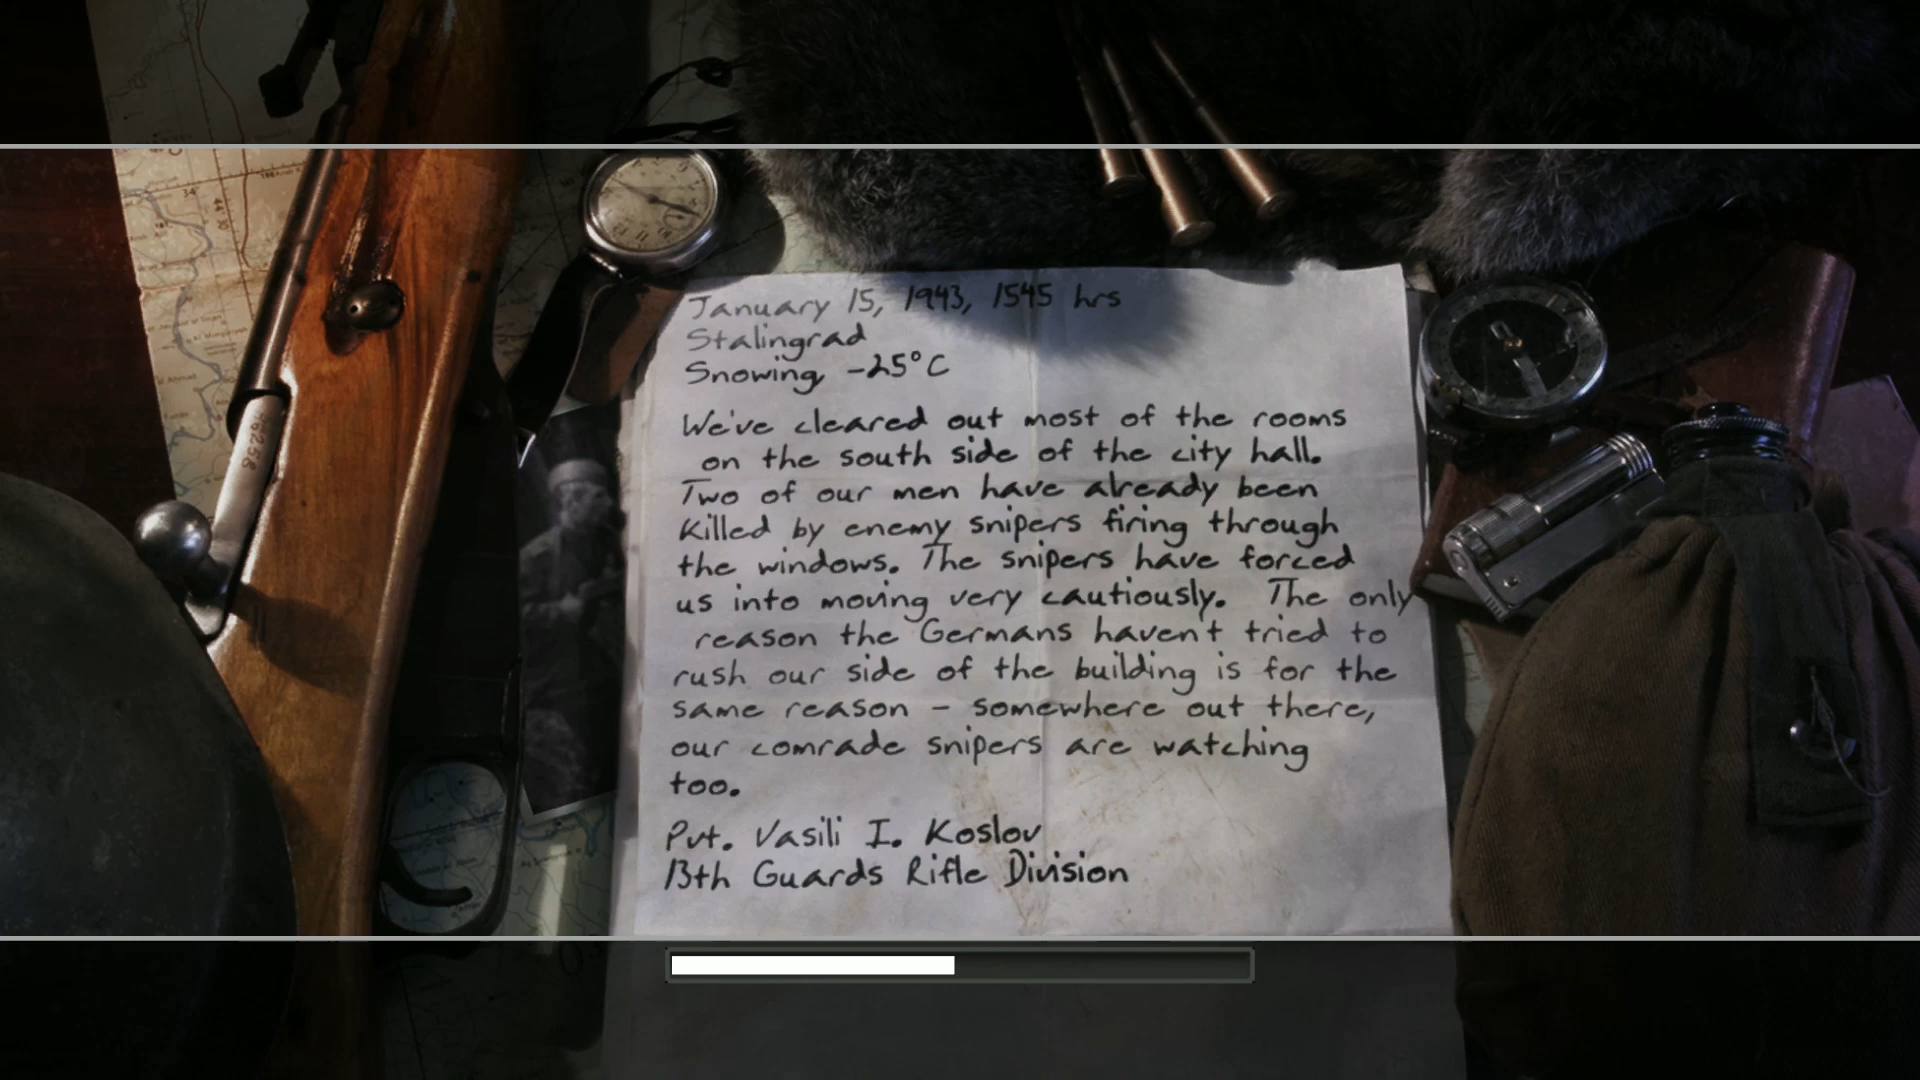 January 15, 1943, 1545 hrs
Stalingrad
Snowing, -25°C
We've cleared out most of the rooms
on the south side of the city hall.
Two of our men have already been
killed by enemy snipers firing through
the windows. The snipers have forced
us into moving very cautiously. The only
reason the Germans haven't tried to
rush our side of the building is for the
same reason - somewhere out there,
our comrade snipers are watching
too.
Pvt. Vasili I. Koslov
13th Guards Rifle Division